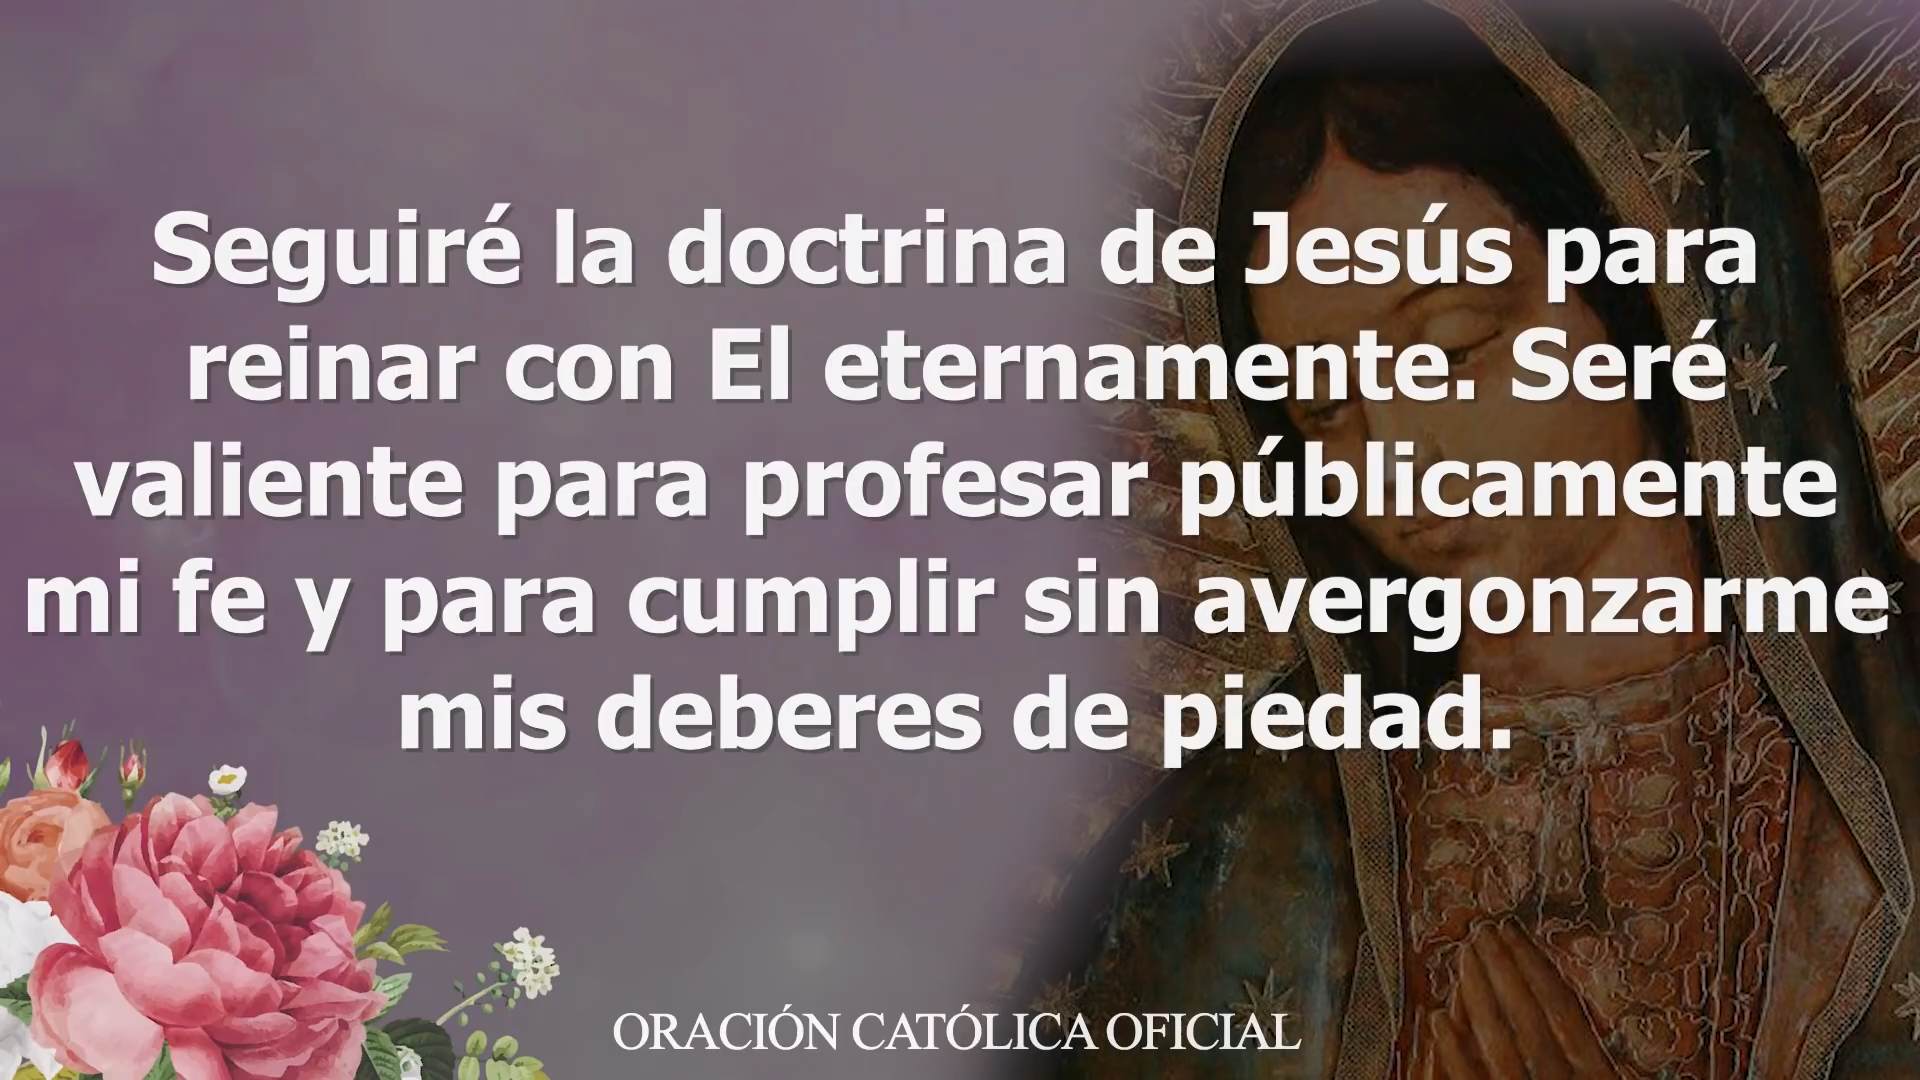 Seguiré la doctrina de Jesús para
reinar con El eternamente. Seré
valiente para profesar públicamente
mi fe y para cumplir sin avergonzarme
mis deberes de piedad.
ORACIÓN CATÓLICA OFICIAL